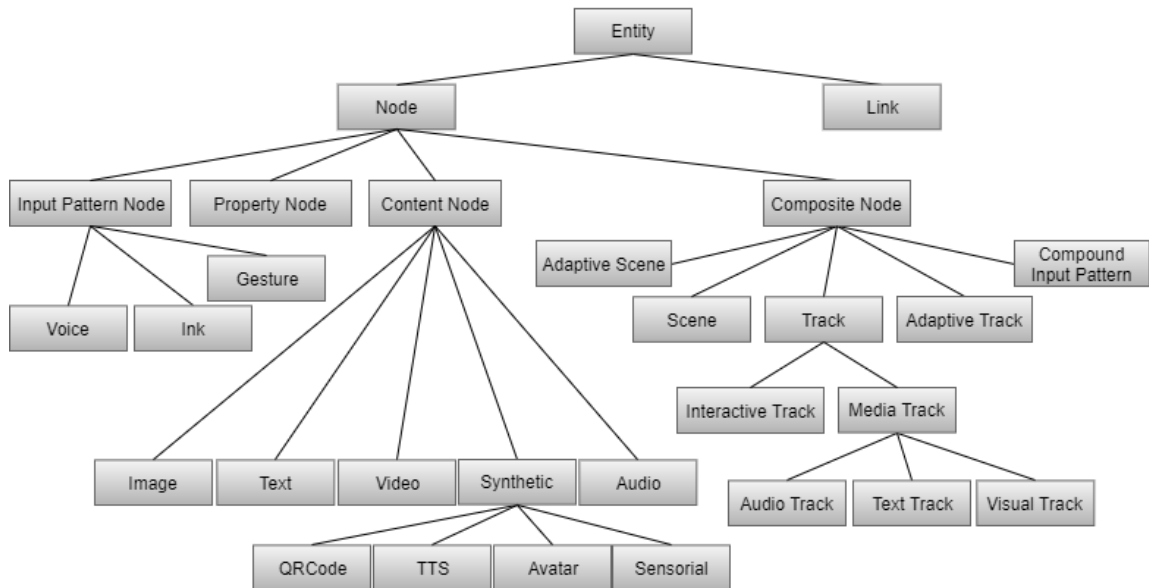 Entity
Node
Link
Input Pattern Node
Property Node
Content Node
Composite Node
Adaptive Scene
Compound
Input Pattern
Gesture
Voice
Ink
Scene
Track
Adaptive Track
Interactive Track
Media Track
Image
Text
Video
Synthetic
Audio
Audio Track
Text Track
Visual Track
QRCode
TTS
Avatar
Sensorial